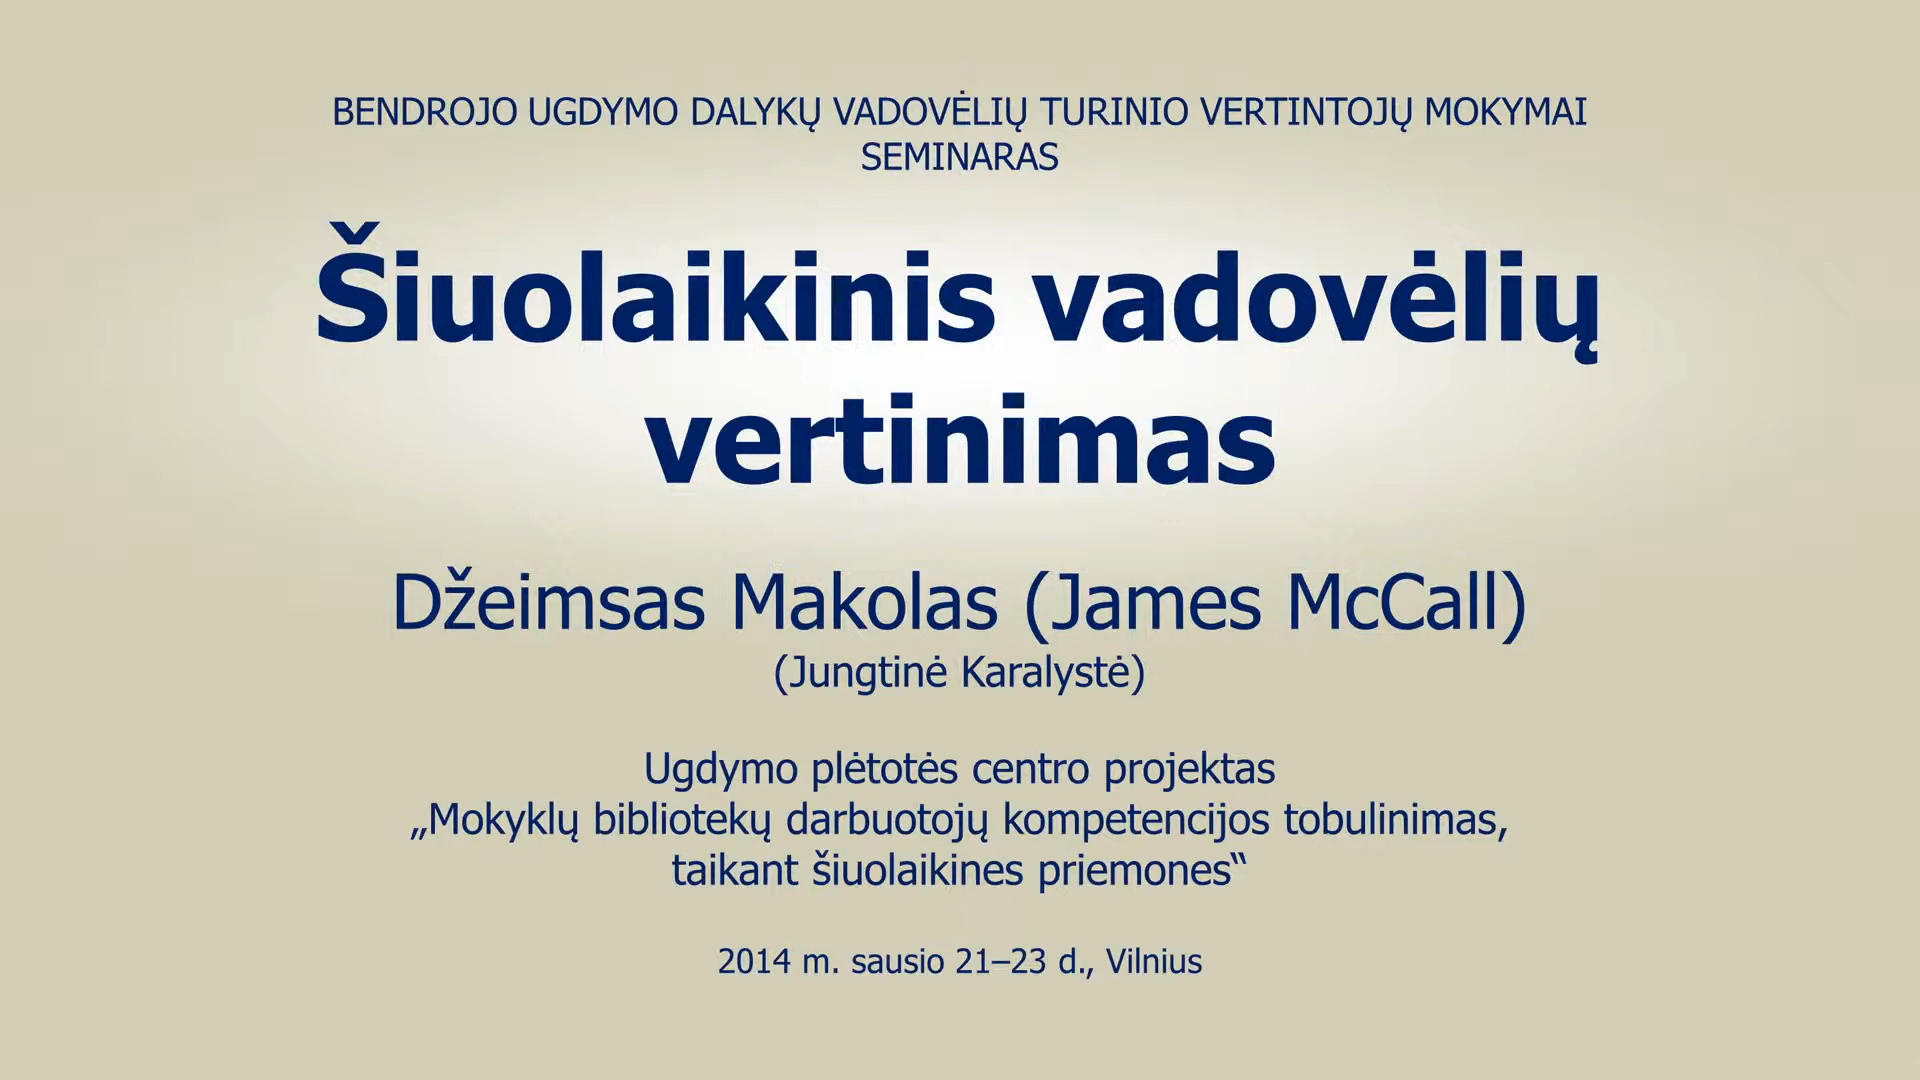 BENDROJO UGDYMO DALYKŲ VADOVĖLIŲ TURINIO VERTINTOJŲ MOKYMAI
SEMINARAS
Šiuolaikinis vadovėlių
vertinimas
Džeimsas Makolas (James McCall)
(Jungtinė Karalystė)
Ugdymo plėtotės centro projektas
„Mokyklų bibliotekų darbuotojų kompetencijos tobulinimas,
taikant šiuolaikines priemones“
2014 m. sausio 21–23 d., Vilnius